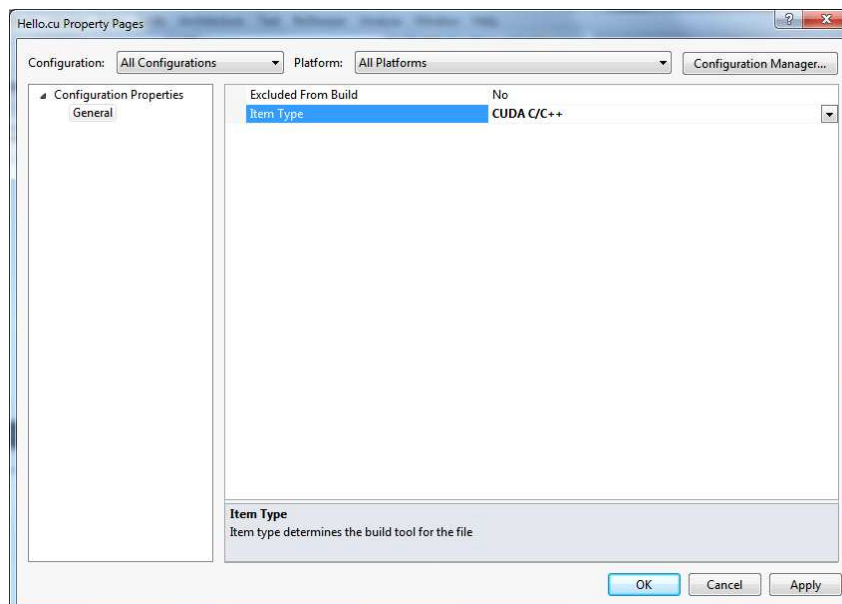 Hello.cu Property Pages
Configuration: All Configurations Platform: All Platforms Configuration Manager...
Configuration Properties
General
Excluded From Build No
Item Type CUDA C/C++
Item Type
Item type determines the build tool for the file
OK Cancel Apply